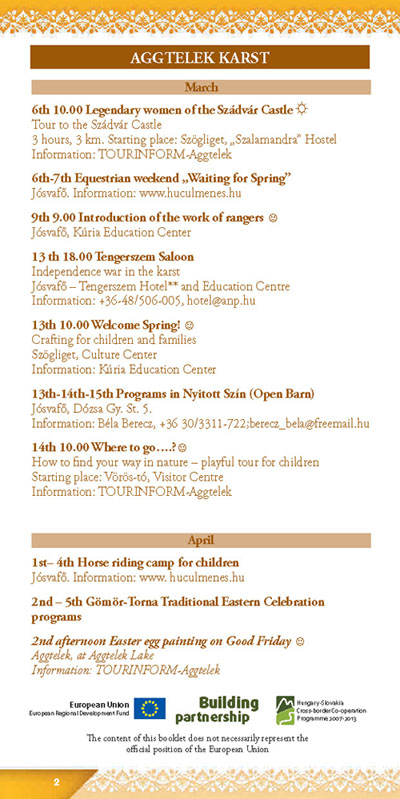 AGGTELEK KARST
March
6th 10.00 Legendary women of the Szádvár Castle
Tour to the Szádvár Castle
3 hours, 3 km. Starting place: Szögliget, „Szalamandra” Hostel
Information: TOURINFORM-Aggtelek
6th-7th Equestrian weekend „Waiting for Spring”
Jósvafő. Information: www.huculmenes.hu
9th 9.00 Introduction of the work of rangers ☺
Jósvafő, Kúria Education Center
13 th 18.00 Tengerszem Saloon
Independence war in the karst
Jósvafő – Tengerszem Hotel** and Education Centre
Information: +36-48/506-005, hotel@anp.hu
13th 10.00 Welcome Spring! ☺
Crafting for children and families
Szögliget, Culture Center
Information: Kúria Education Center
13th-14th-15th Programs in Nyitott Szín (Open Barn)
Jósvafő, Dózsa Gy. St. 5.
Information: Béla Berecz, +36 30/3311-722;berecz_bela@freemail.hu
14th 10.00 Where to go….? ☺
How to find your way in nature – playful tour for children
Starting place: Vörös-tó, Visitor Centre
Information: TOURINFORM-Aggtelek
April
1st– 4th Horse riding camp for children
Jósvafő. Information: www. huculmenes.hu
2nd – 5th Gömör-Torna Traditional Eastern Celebration
programs
2nd afternoon Easter egg painting on Good Friday ☺
Aggtelek, at Aggtelek Lake
Information: TOURINFORM-Aggtelek
European Union
European Regional Development Fund
Building
partnership
Hungary-Slovakia
Cross-border Co-operation
Programme 2007-2013
The content of this booklet does not necessarily represent the
official position of the European Union
2